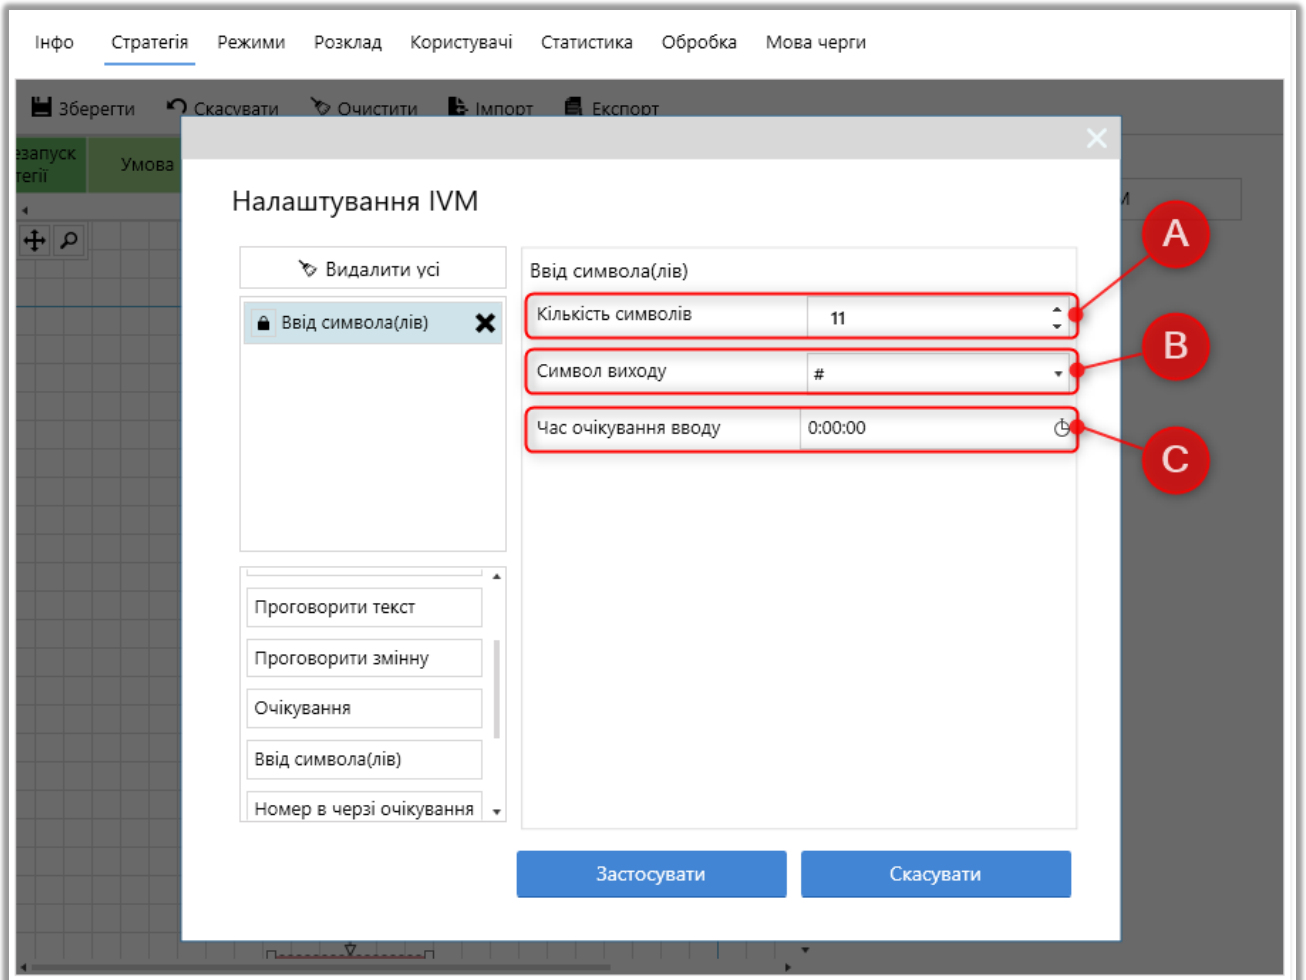 Інфо Стратегія Режими Розклад Користувачі Статистика Обробка Мова черги
Зберегти Скасувати Очистити Імпорт Експорт
Умова
Налаштування IVM
A
Видалити усі
Ввід символа(лів)
Ввід символа(лів)
Кількість символів 11
B
Символ виходу #
Час очікування вводу 0:00:00
C
Проговорити текст
Проговорити змінну
Очікування
Ввід символа(лів)
Номер в черзі очікування
Застосувати Скасувати